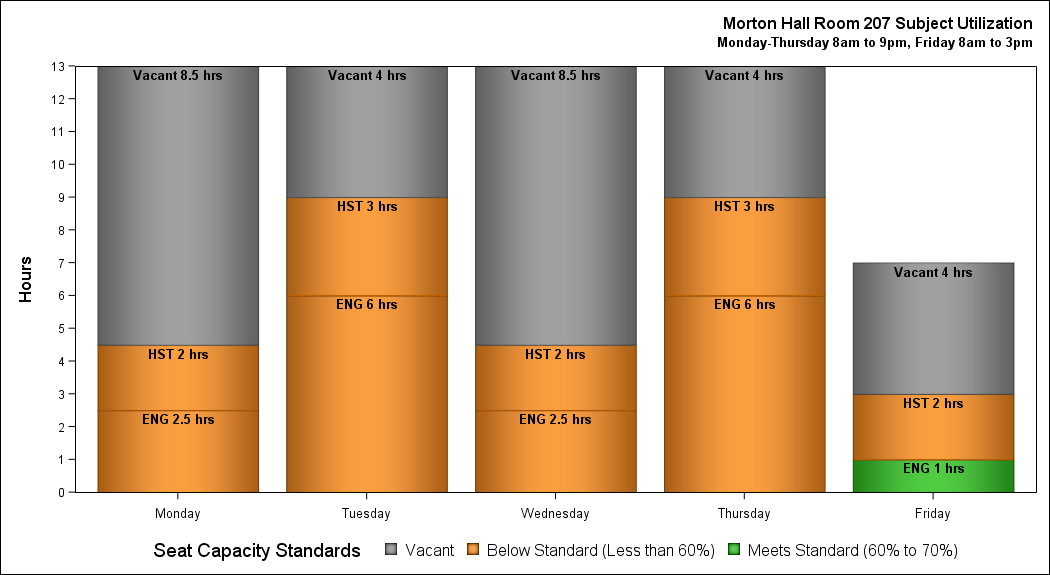 Morton Hall Room 207 Subject Utilization
Monday-Thursday 8am to 9pm, Friday 8am to 3pm
Hours
13
12
11
10
9
8
7
6
5
4
3
2
1
0
Vacant 8.5 hrs
HST 2 hrs
ENG 2.5 hrs
Vacant 4 hrs
HST 3 hrs
ENG 6 hrs
Vacant 8.5 hrs
HST 2 hrs
ENG 2.5 hrs
Vacant 4 hrs
HST 3 hrs
ENG 6 hrs
Vacant 4 hrs
HST 2 hrs
ENG 1 hrs
Monday Tuesday Wednesday Thursday Friday
Seat Capacity Standards Vacant Below Standard (Less than 60%) Meets Standard (60% to 70%)